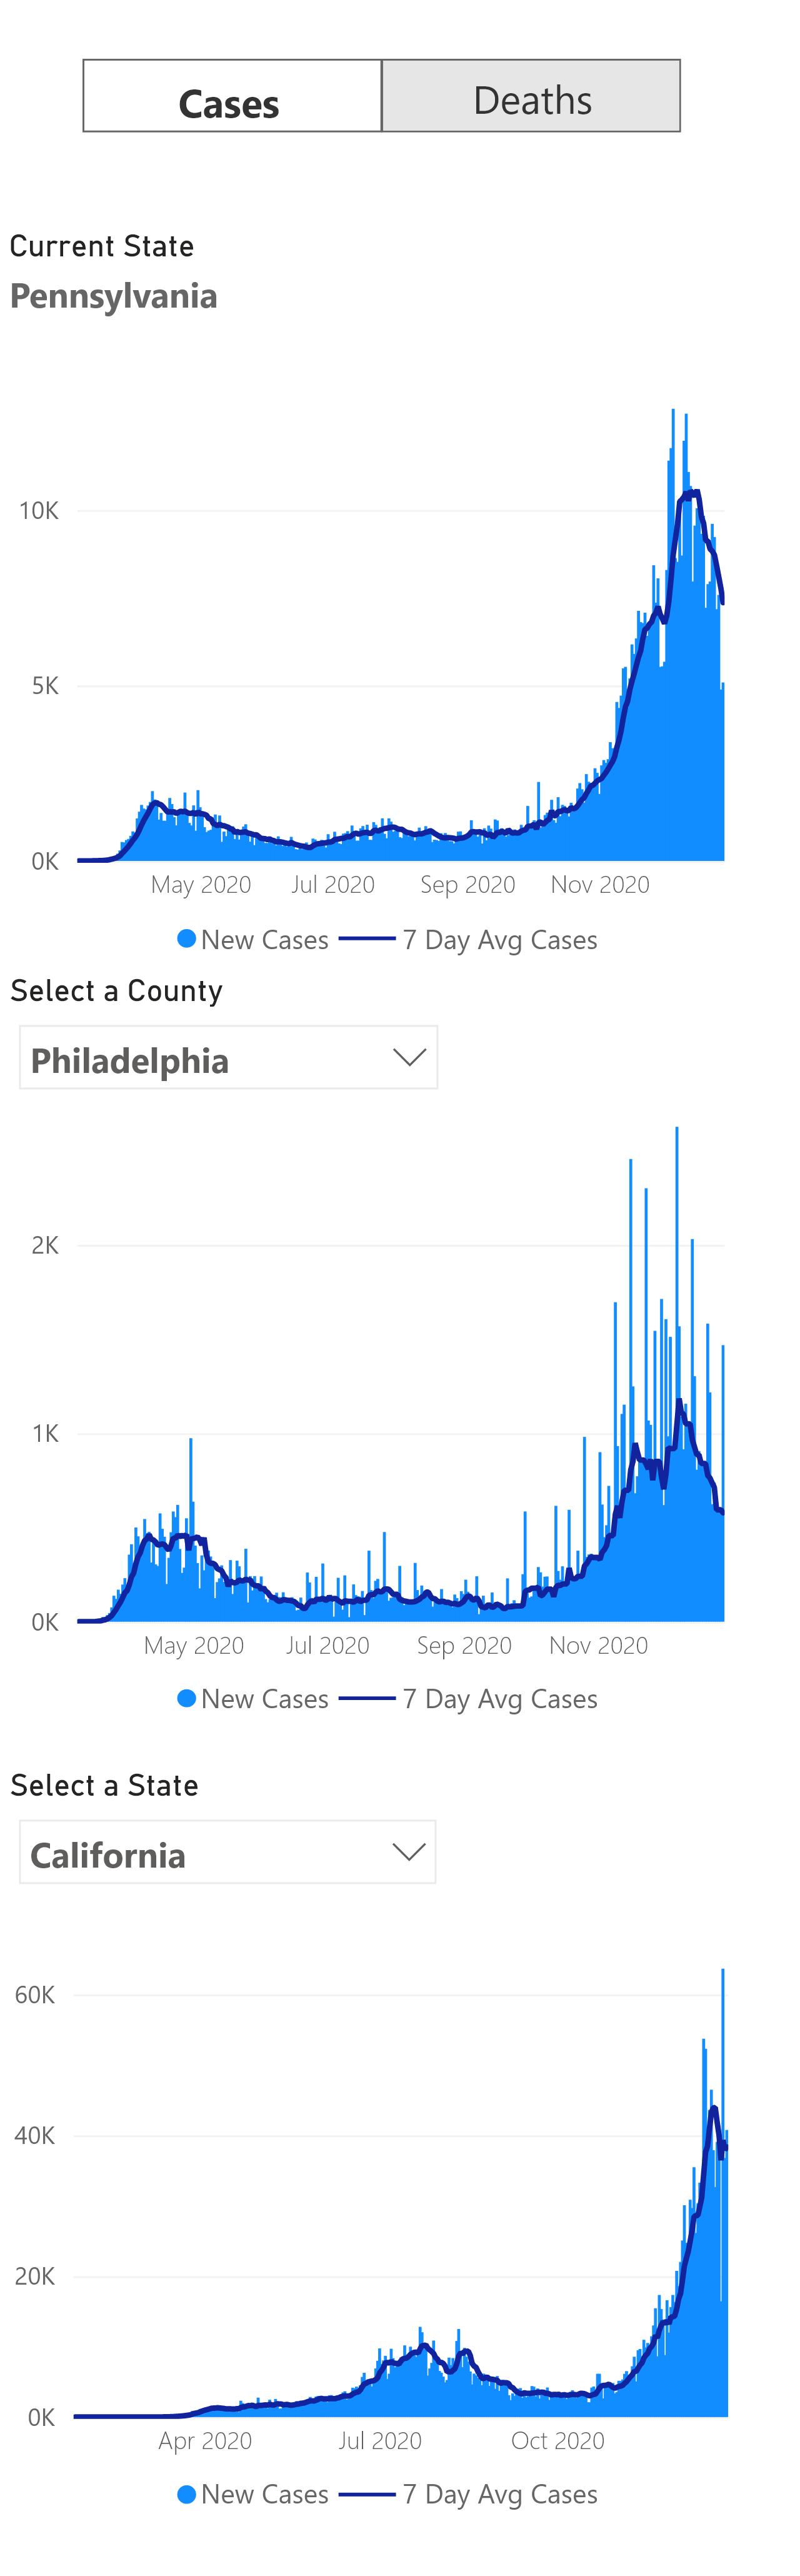 Cases Deaths
Current State
Pennsylvania
10K
5K
0K
May 2020 Jul 2020 Sep 2020 Nov 2020
New Cases 7 Day Avg Cases
Select a County
Philadelphia
2K
1K
0K
May 2020 Jul 2020 Sep 2020 Nov 2020
New Cases 7 Day Avg Cases
Select a State
California
60K
40K
20K
0K
Apr 2020 Jul 2020 Oct 2020
New Cases 7 Day Avg Cases